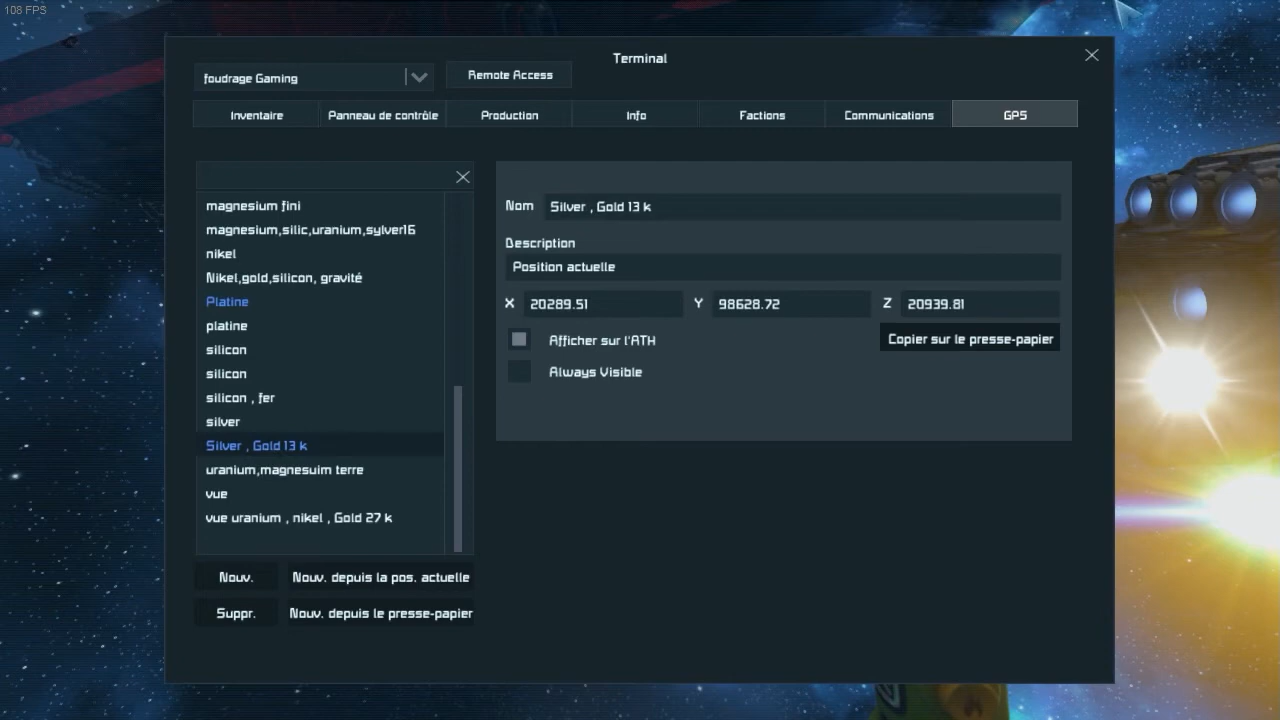 108 FPS
Terminal
foudrage Gaming
Remote Access
Inventaire
Panneau de contrôle
Production
Info
Factions
Communications
GPS
magnesium fini
magnesium,silic,uranium,sylver16
nikel
Nikel,gold,silicon, gravité
Platine
platine
silicon
silicon
silicon , fer
silver
Silver , Gold 13 k
uranium,magnesuim terre
vue
vue uranium , nikel , Gold 27 k
Nouv.
Nouv. depuis la pos. actuelle
Suppr.
Nouv. depuis le presse-papier
Nom Silver , Gold 13 k
Description
Position actuelle
X 20289.51 Y 98628.72 Z 20939.81
Afficher sur l'ATH
Copier sur le presse-papier
Always Visible